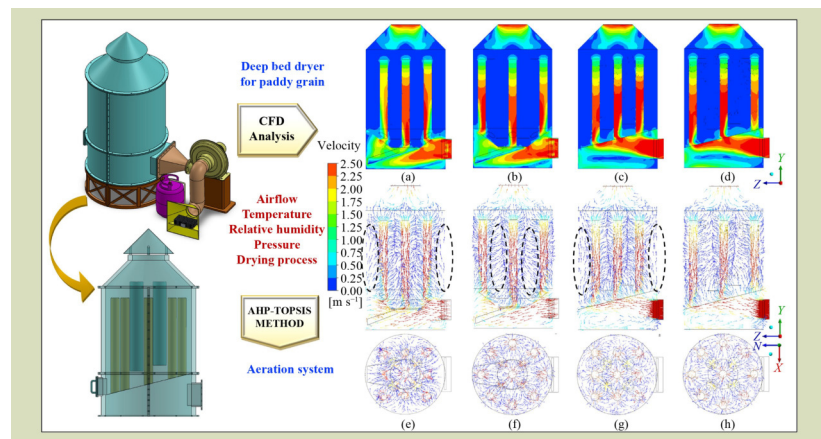 Deep bed dryer
for paddy grain
CFD
Analysis
Velocity
2.50
2.25
2.00
1.75
1.50
1.25
1.00
0.75
0.50
0.25
0.00
[m s⁻¹]
Airflow
Temperature
Relative humidity
Pressure
Drying process
AHP-TOPSIS
METHOD
Aeration system
(a) (b) (c) (d)
Y
Z
Y
Z
N
X
(e) (f) (g) (h)